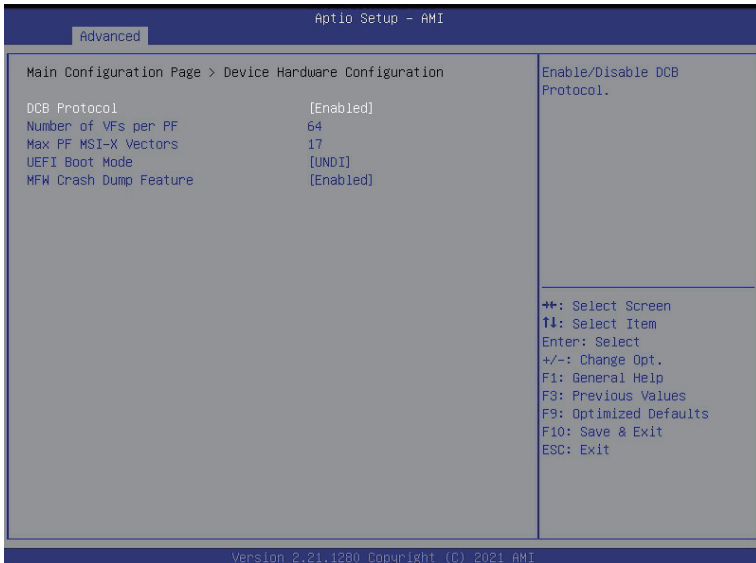 Aptio Setup – AMI
Advanced
Main Configuration Page > Device Hardware Configuration
DCB Protocol [Enabled]
Number of VFs per PF 64
Max PF MSI-X Vectors 17
UEFI Boot Mode [UNDI]
MFW Crash Dump Feature [Enabled]
Enable/Disable DCB
Protocol.
→←: Select Screen
↑↓: Select Item
Enter: Select
+/-: Change Opt.
F1: General Help
F3: Previous Values
F9: Optimized Defaults
F10: Save & Exit
ESC: Exit
Version 2.21.1280 Copyright (C) 2021 AMI